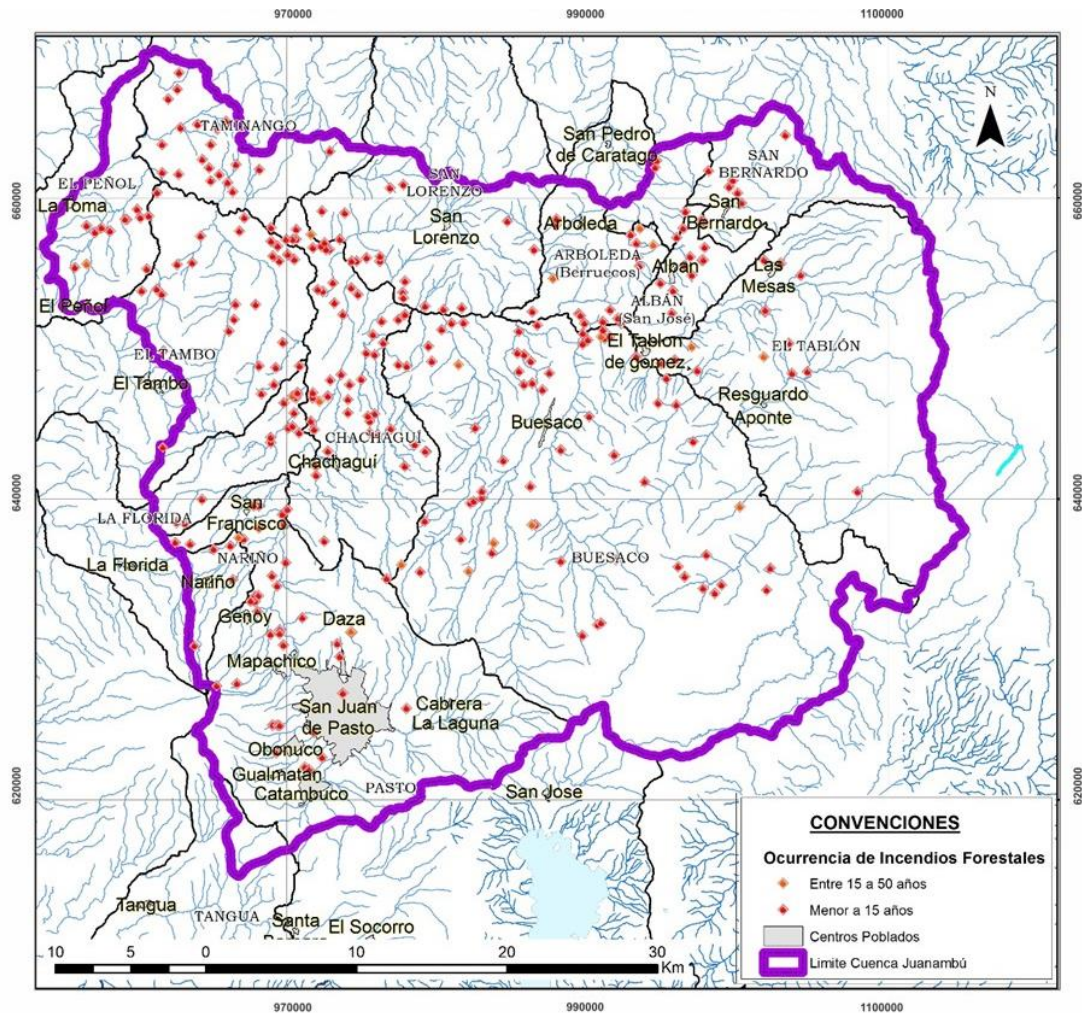 970000
990000
1100000
N
San Pedro
de Caratago
TAMINANGO
SAN
BERNARDO
EL PEÑOL
SAN
LORENZO
La Toma
660000
660000
San
Lorenzo
Arboleda
San
Bernardo
ARBOLEDA
(Berruecos)
Alban
Las
Mesas
El Peñol
ALBÁN
(San José)
EL TAMBO
El Tablon
de gomez
EL TABLÓN
El Tambo
Resguardo
Aponte
Buesaco
CHACHAGUÍ
Chachaguí
640000
640000
San
Francisco
LA FLORIDA
La Florida
NARIÑO
BUESACO
Nariño
Genoy
Daza
Mapachico
San Juan
de Pasto
Cabrera
La Laguna
Obonuco
Gualmatan
Catambuco
PASTO
San Jose
620000
620000
CONVENCIONES
Ocurrencia de Incendios Forestales
Entre 15 a 50 años
Menor a 15 años
Centros Poblados
Limite Cuenca Juanambú
Tangua
TANGUA
Santa
El Socorro
10 5 0 10 20 30
Km
970000
990000
1100000